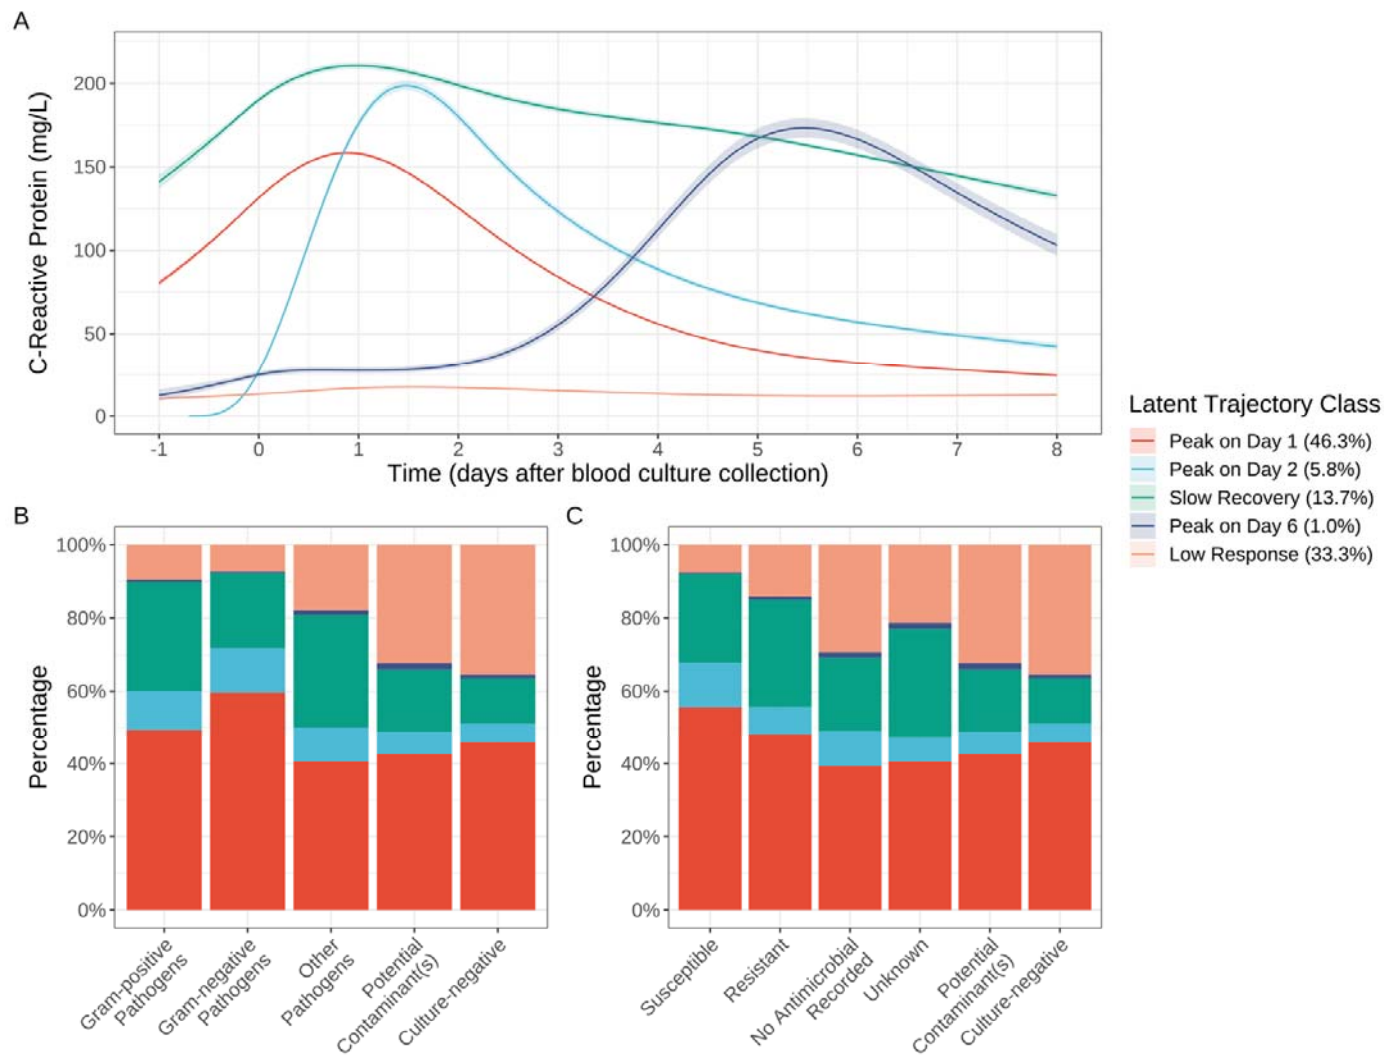 A
C-Reactive Protein (mg/L)
200
150
100
50
0
-1 0 1 2 3 4 5 6 7 8
Time (days after blood culture collection)
Latent Trajectory Class
Peak on Day 1 (46.3%)
Peak on Day 2 (5.8%)
Slow Recovery (13.7%)
Peak on Day 6 (1.0%)
Low Response (33.3%)
B
Percentage
100%
80%
60%
40%
20%
0%
Gram-positive
Pathogens
Gram-negative
Pathogens
Other
Pathogens
Potential
Contaminant(s)
Culture-negative
C
Percentage
100%
80%
60%
40%
20%
0%
Susceptible
Resistant
No Antimicrobial
Recorded
Unknown
Potential
Contaminant(s)
Culture-negative